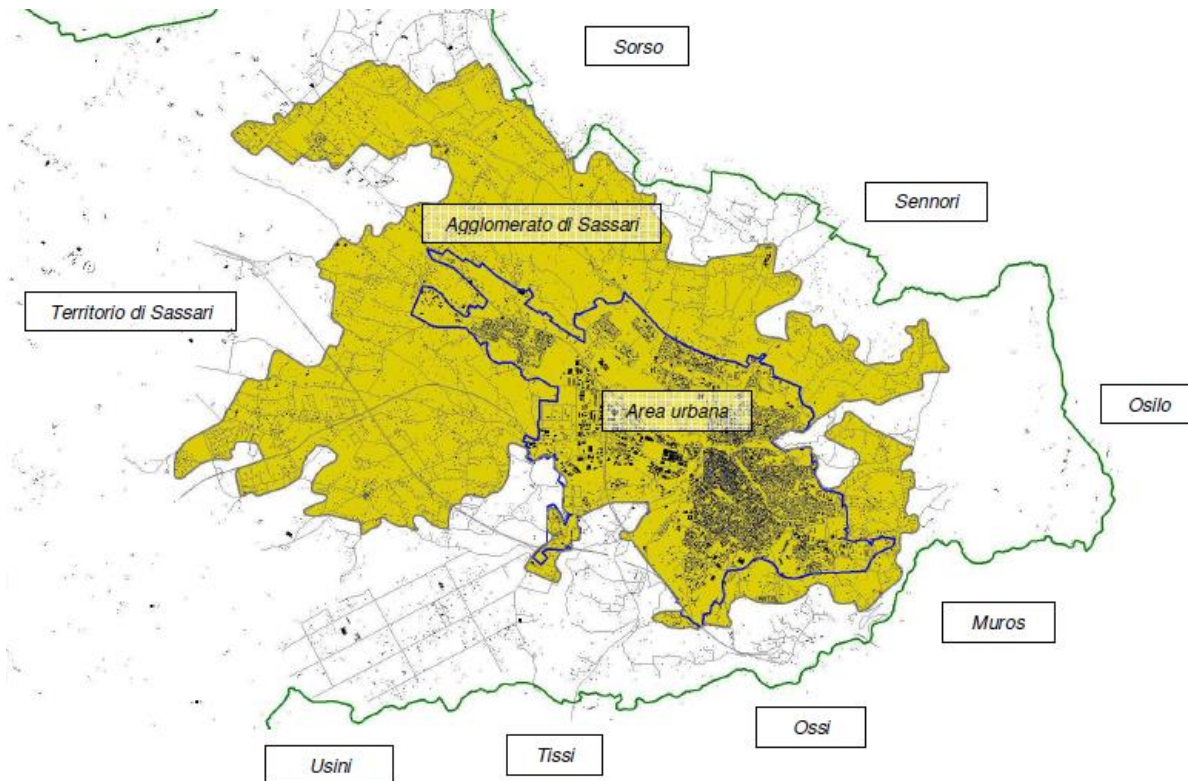 Sorso
Sennori
Agglomerato di Sassari
Territorio di Sassari
Area urbana
Osilo
Muros
Ossi
Tissi
Usini